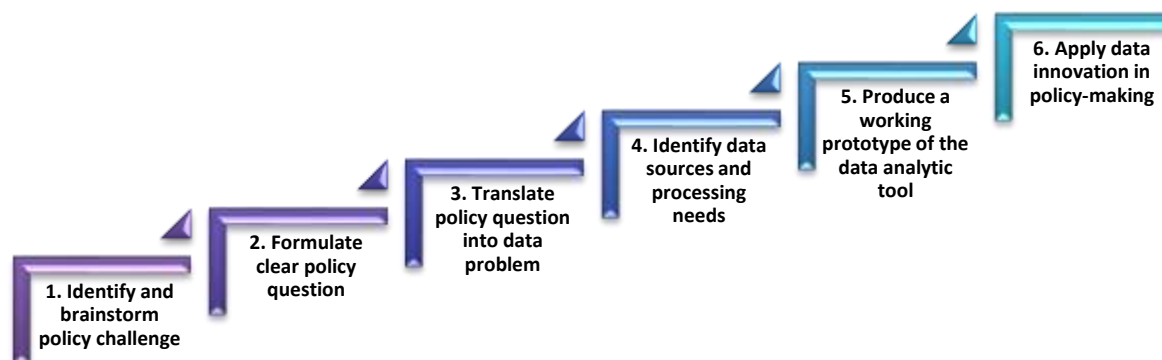 1. Identify and
brainstorm
policy challenge
2. Formulate
clear policy
question
3. Translate
policy question
into data
problem
4. Identify data
sources and
processing
needs
5. Produce a
working
prototype of the
data analytic
tool
6. Apply data
innovation in
policy-making